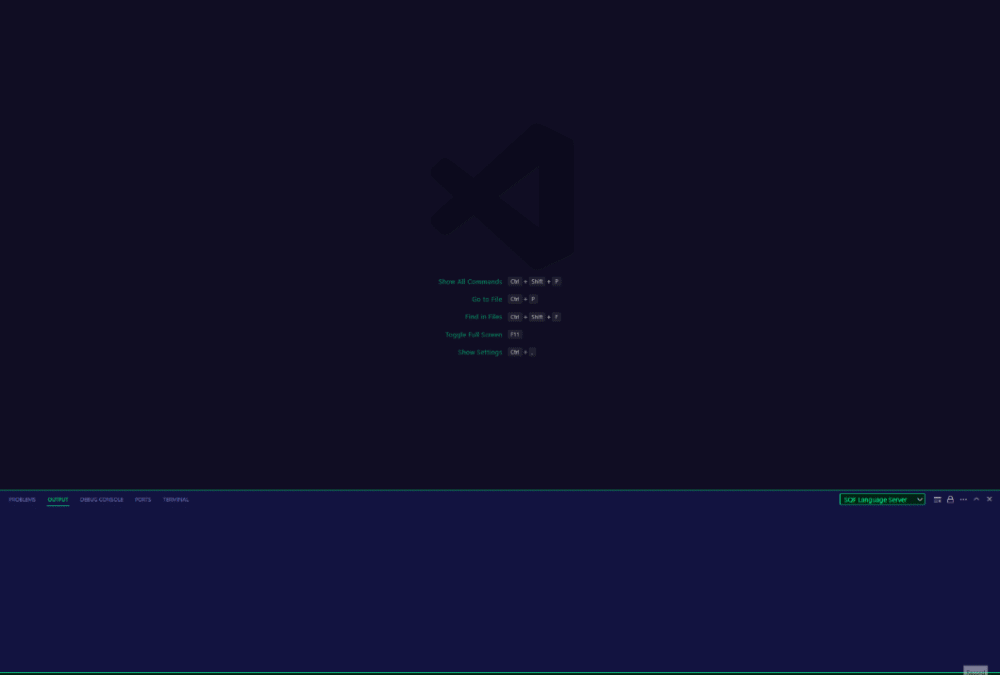 Show All Commands Ctrl + Shift + P
Go to File Ctrl + P
Find in Files Ctrl + Shift + F
Toggle Full Screen F11
Show Settings Ctrl + ,
PROBLEMS OUTPUT DEBUG CONSOLE PORTS TERMINAL SQF Language Server